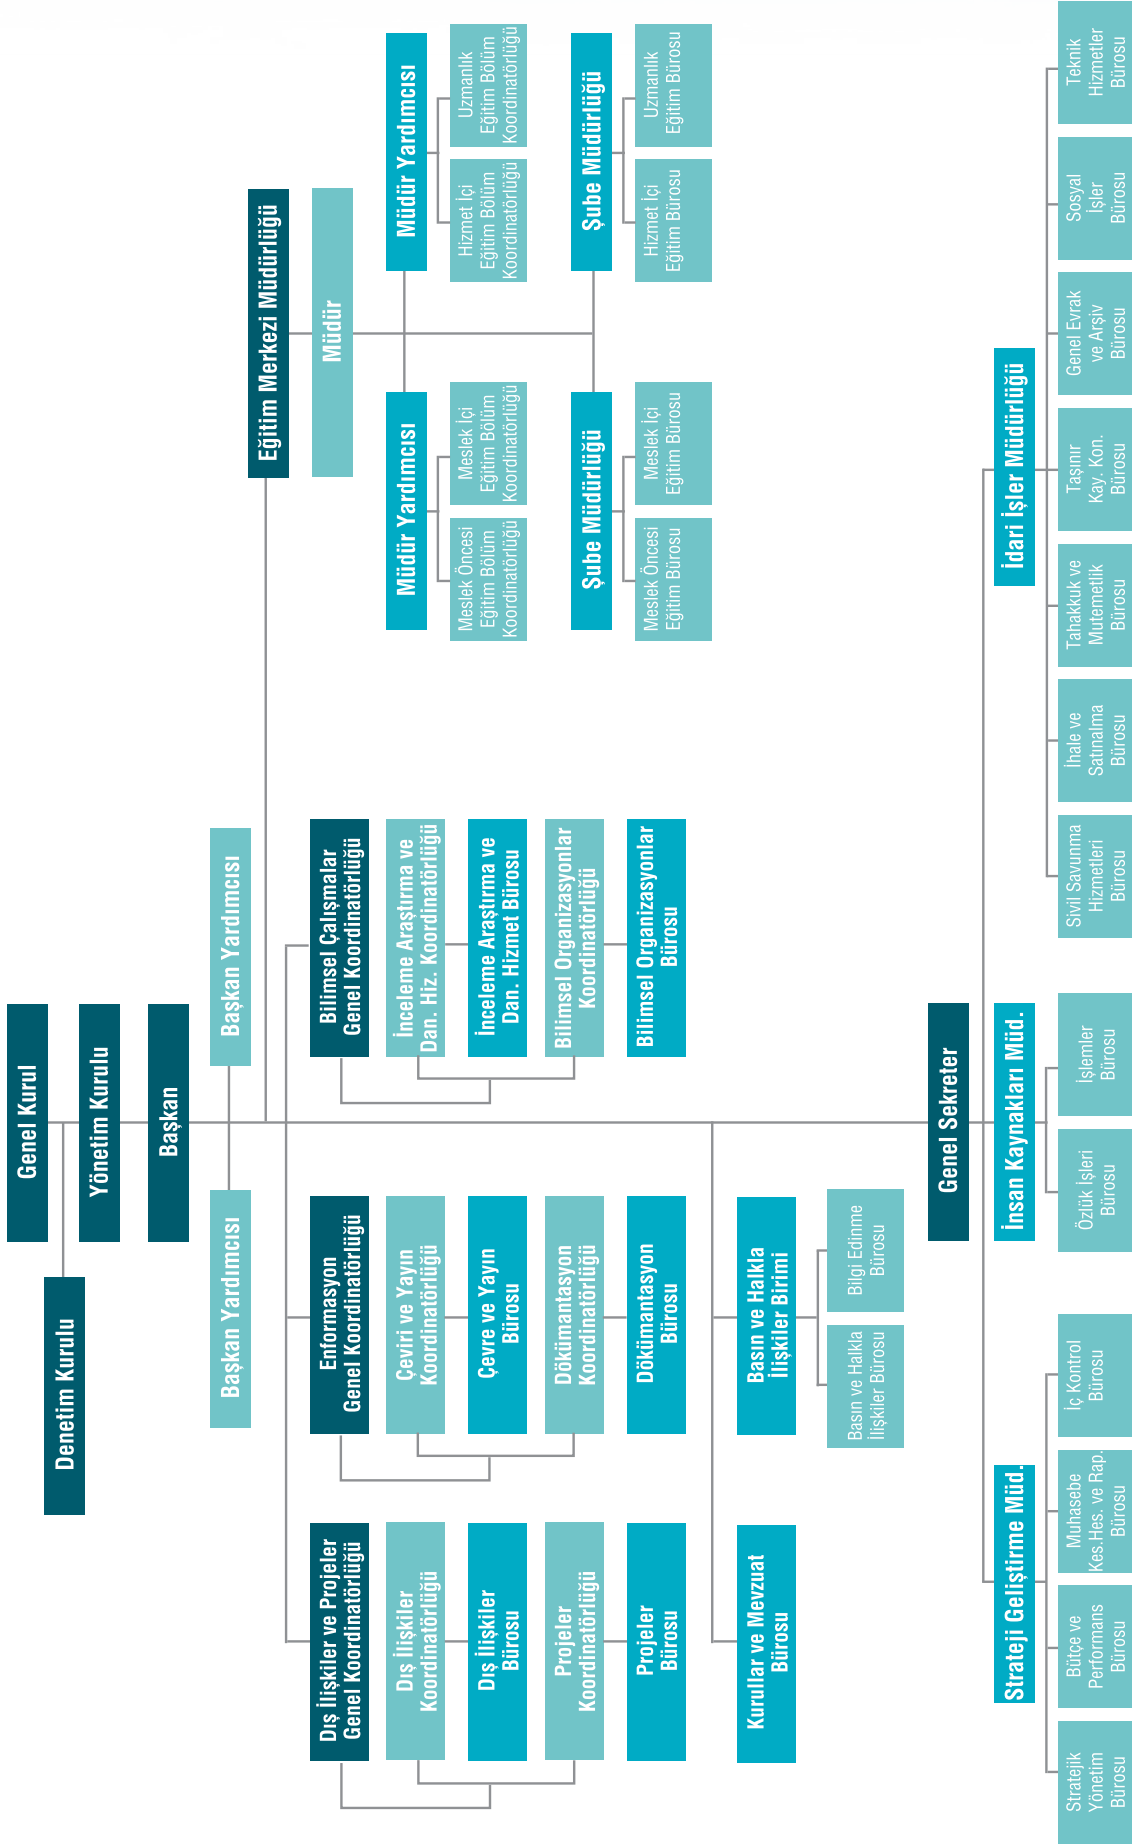 Genel Kurul
Denetim Kurulu
Yönetim Kurulu
Başkan
Başkan Yardımcısı
Başkan Yardımcısı
Eğitim Merkezi Müdürlüğü
Müdür
Müdür Yardımcısı
Meslek Öncesi
Eğitim Bölüm
Koordinatörlüğü
Meslek İçi
Eğitim Bölüm
Koordinatörlüğü
Müdür Yardımcısı
Hizmet İçi
Eğitim Bölüm
Koordinatörlüğü
Uzmanlık
Eğitim Bölüm
Koordinatörlüğü
Şube Müdürlüğü
Meslek Öncesi
Eğitim Bürosu
Meslek İçi
Eğitim Bürosu
Şube Müdürlüğü
Hizmet İçi
Eğitim Bürosu
Uzmanlık
Eğitim Bürosu
Dış İlişkiler ve Projeler
Genel Koordinatörlüğü
Dış İlişkiler
Koordinatörlüğü
Dış İlişkiler
Bürosu
Projeler
Koordinatörlüğü
Projeler
Bürosu
Enformasyon
Genel Koordinatörlüğü
Çeviri ve Yayın
Koordinatörlüğü
Çevre ve Yayın
Bürosu
Dökümantasyon
Koordinatörlüğü
Dökümantasyon
Bürosu
Bilimsel Çalışmalar
Genel Koordinatörlüğü
İnceleme Araştırma ve
Dan. Hiz. Koordinatörlüğü
İnceleme Araştırma ve
Dan. Hizmet Bürosu
Bilimsel Organizasyonlar
Koordinatörlüğü
Bilimsel Organizasyonlar
Bürosu
Kurullar ve Mevzuat
Bürosu
Basın ve Halkla
İlişkiler Birimi
Basın ve Halkla
İlişkiler Bürosu
Bilgi Edinme
Bürosu
Genel Sekreter
Strateji Geliştirme Müd.
Stratejik
Yönetim
Bürosu
Bütçe ve
Performans
Bürosu
Muhasebe
Kes.Hes. ve Rap.
Bürosu
İç Kontrol
Bürosu
İnsan Kaynakları Müd.
Özlük İşleri
Bürosu
İşlemler
Bürosu
İdari İşler Müdürlüğü
Sivil Savunma
Hizmetleri
Bürosu
İhale ve
Satınalma
Bürosu
Tahakkuk ve
Mutemetlik
Bürosu
Taşınır
Kay. Kon.
Bürosu
Genel Evrak
ve Arşiv
Bürosu
Sosyal
İşler
Bürosu
Teknik
Hizmetler
Bürosu